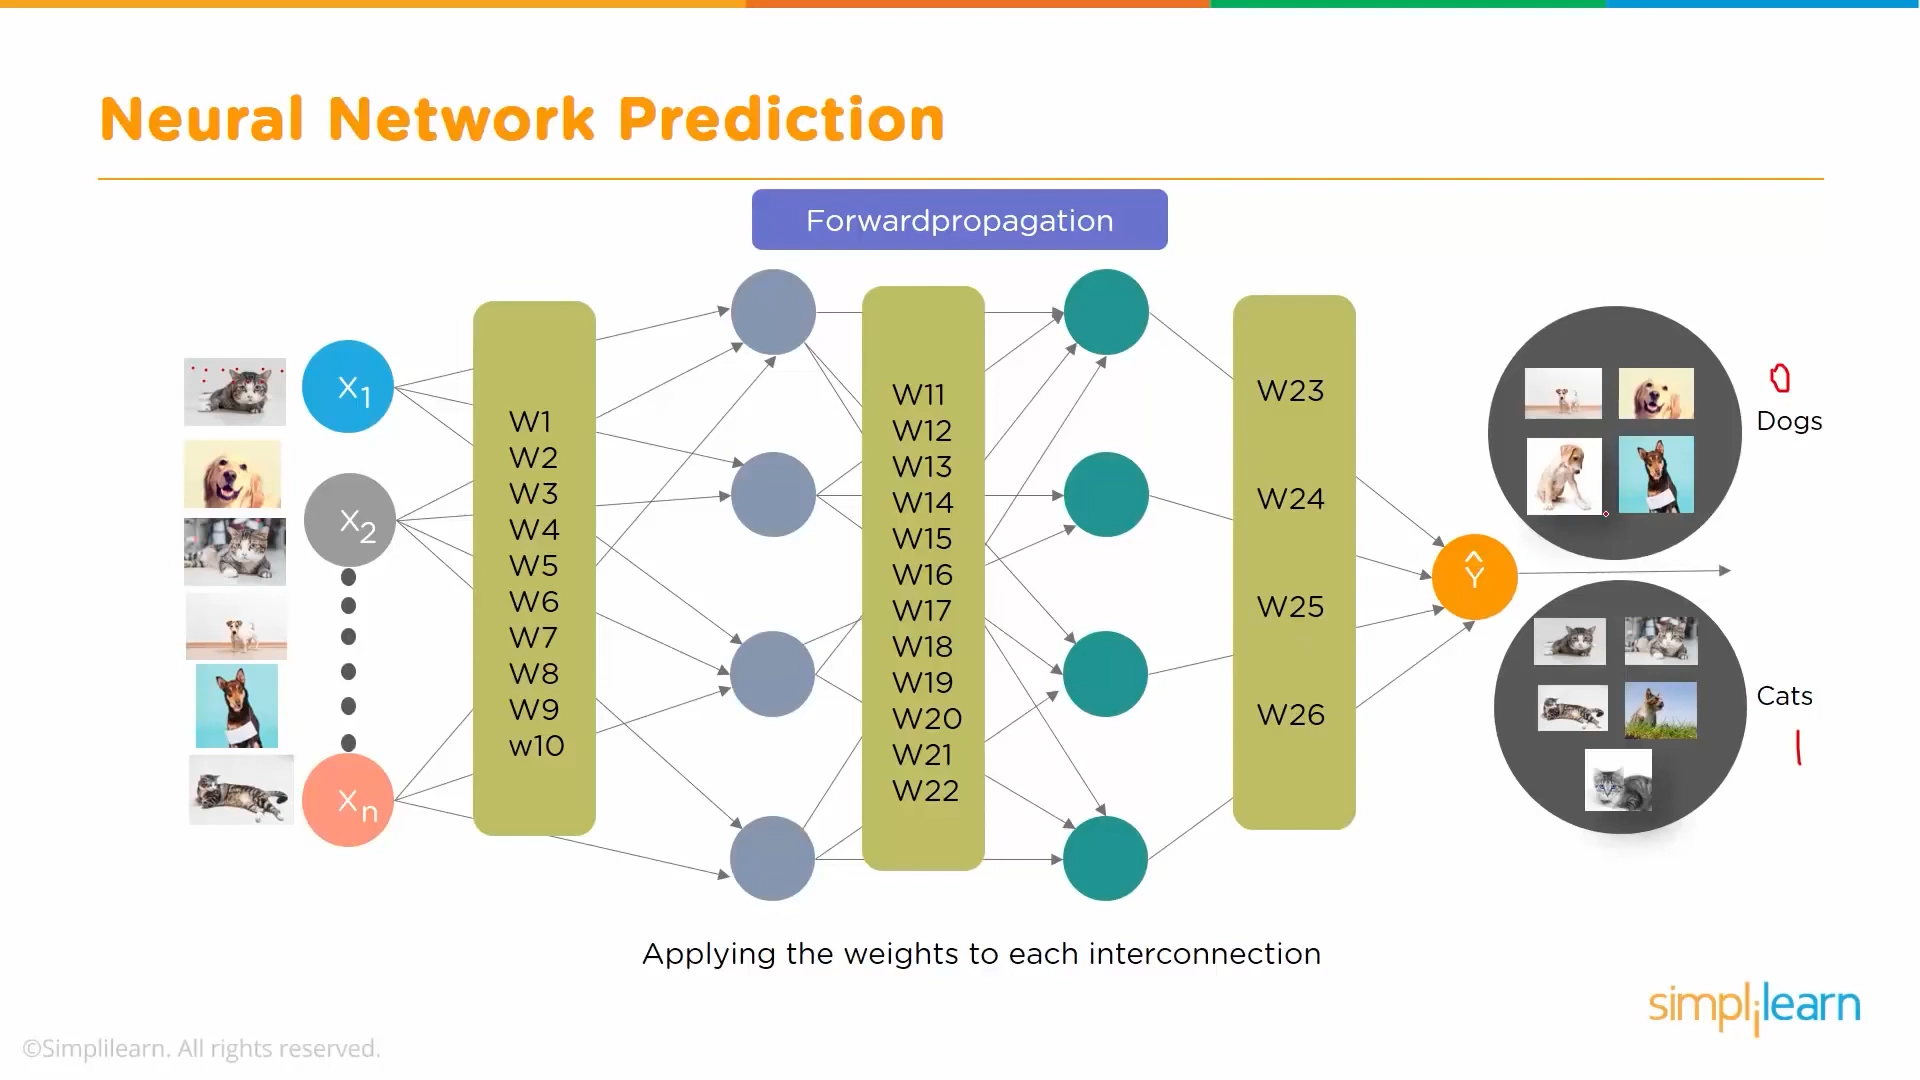 Neural Network Prediction
Forwardpropagation
X1
X2
Xn
W1
W2
W3
W4
W5
W6
W7
W8
W9
w10
W11
W12
W13
W14
W15
W16
W17
W18
W19
W20
W21
W22
W23
W24
W25
W26
Ŷ
0
Dogs
Cats
1
Applying the weights to each interconnection
simplilearn
©Simplilearn. All rights reserved.